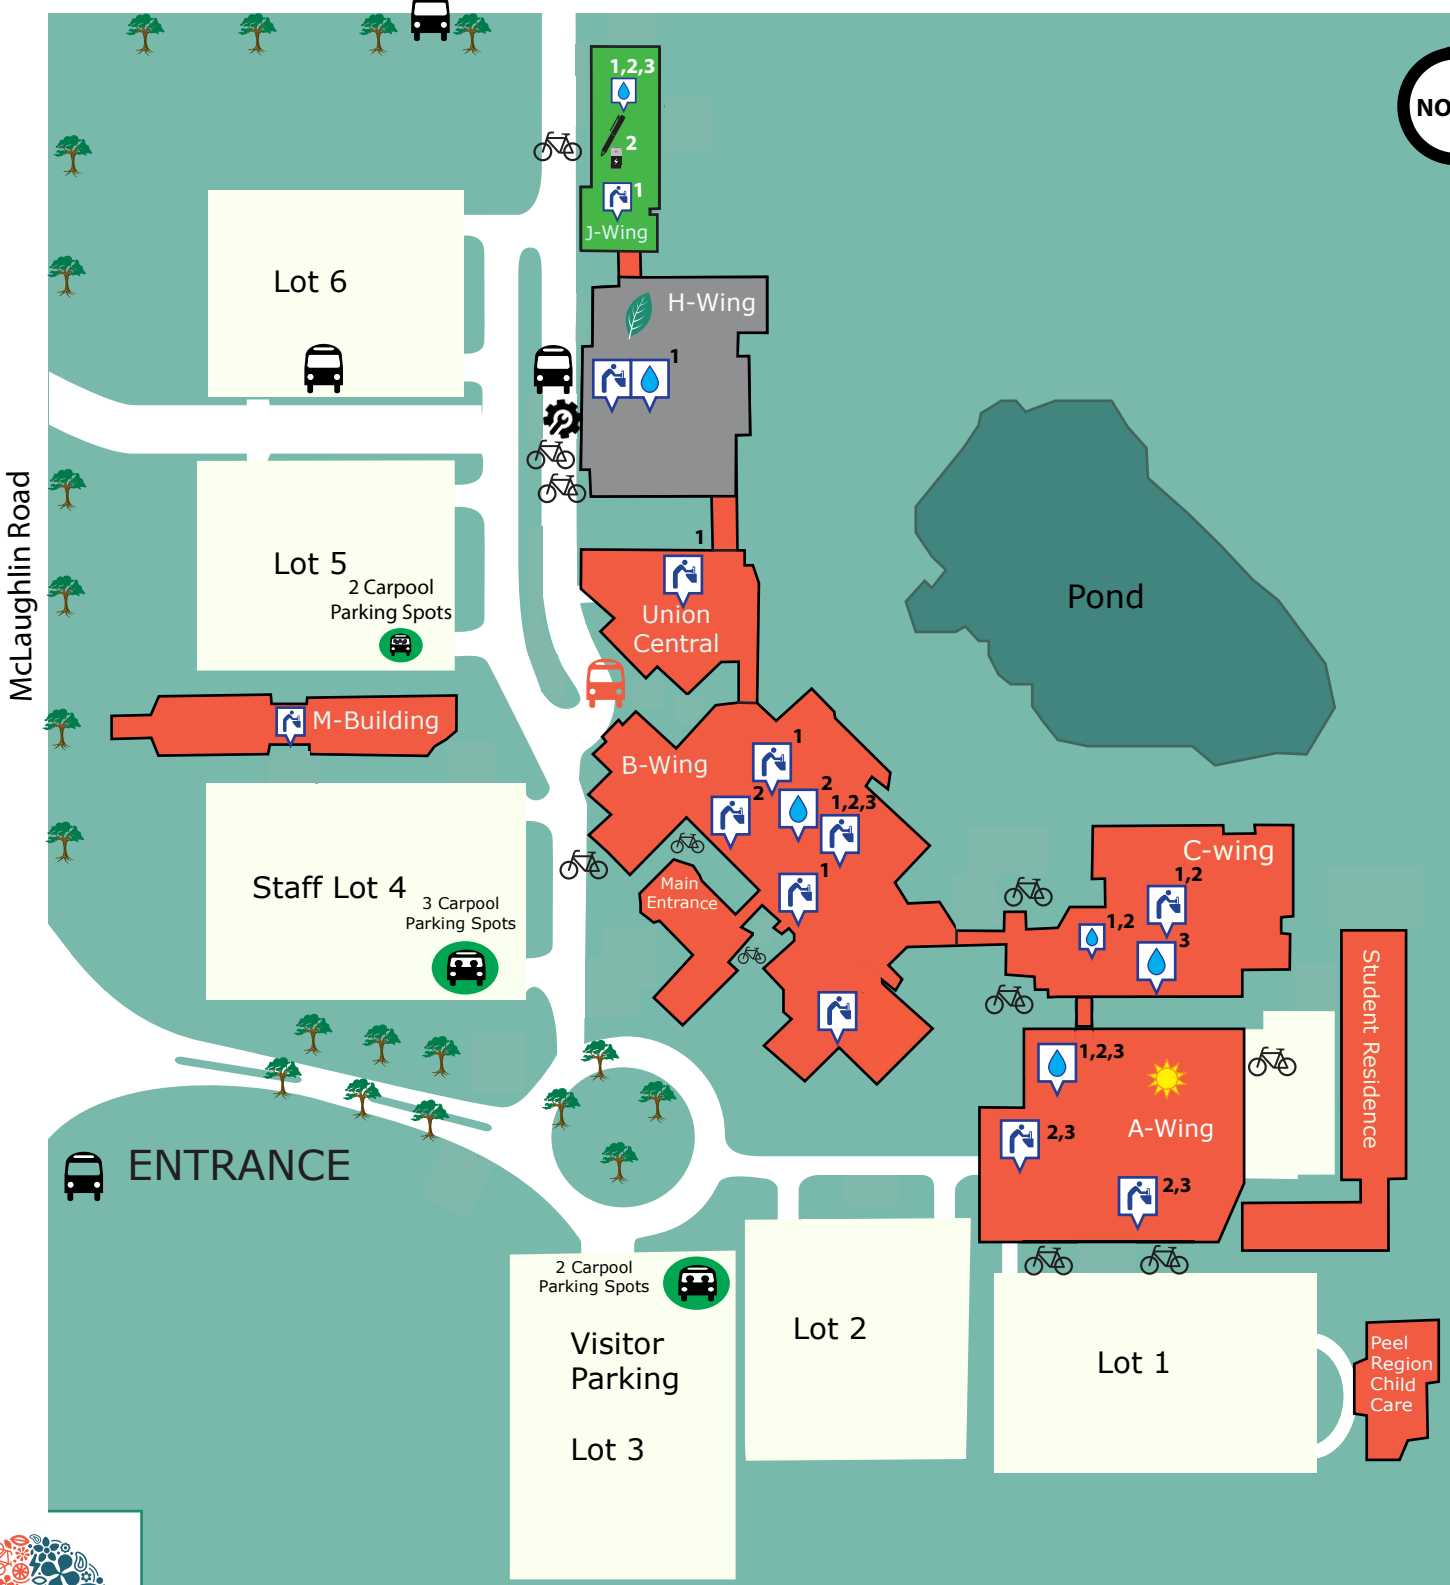 NO
1,2,3
2
1
J-Wing
H-Wing
1
Lot 6
McLaughlin Road
Lot 5
2 Carpool
Parking Spots
1
Union
Central
Pond
M-Building
B-Wing
1
2
2
1,2,3
1
Main
Entrance
Staff Lot 4
3 Carpool
Parking Spots
C-wing
1,2
1,2
3
Student Residence
1,2,3
2,3
A-Wing
2,3
ENTRANCE
2 Carpool
Parking Spots
Visitor
Parking
Lot 3
Lot 2
Lot 1
Peel
Region
Child
Care